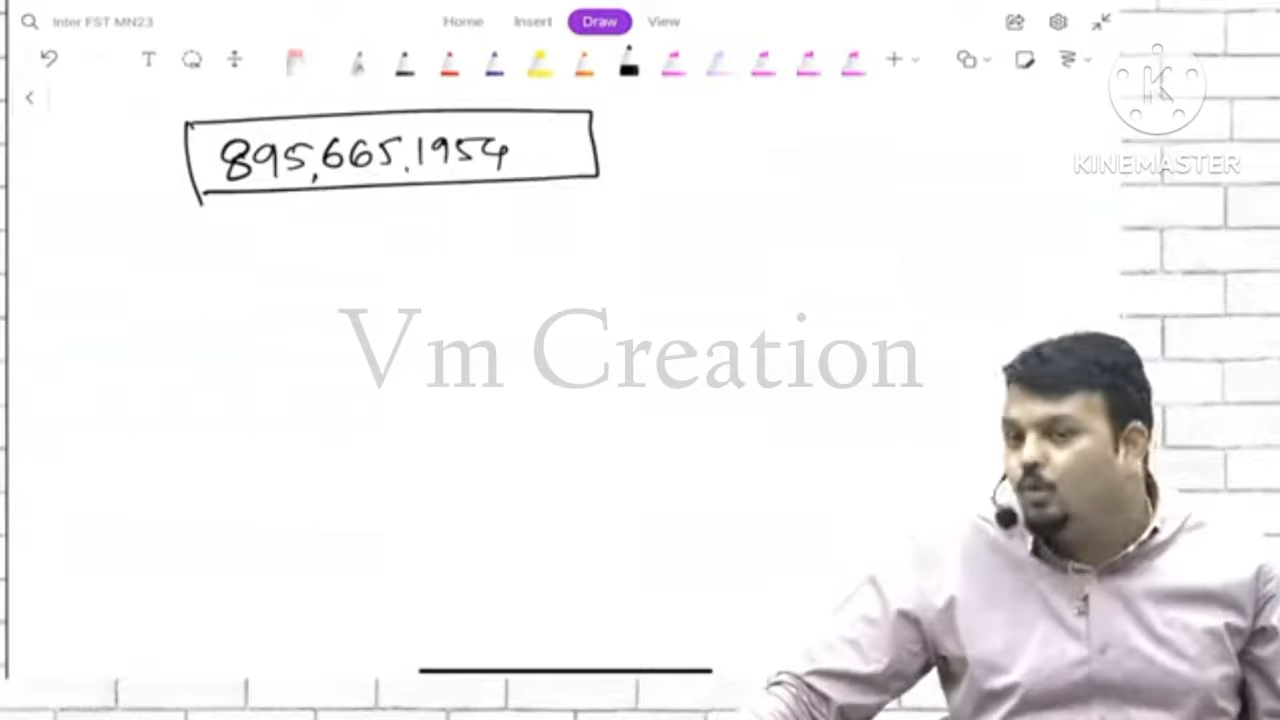 Inter FST MN23
Home Insert Draw View
895,665,1954
KINEMASTER
Vm Creation